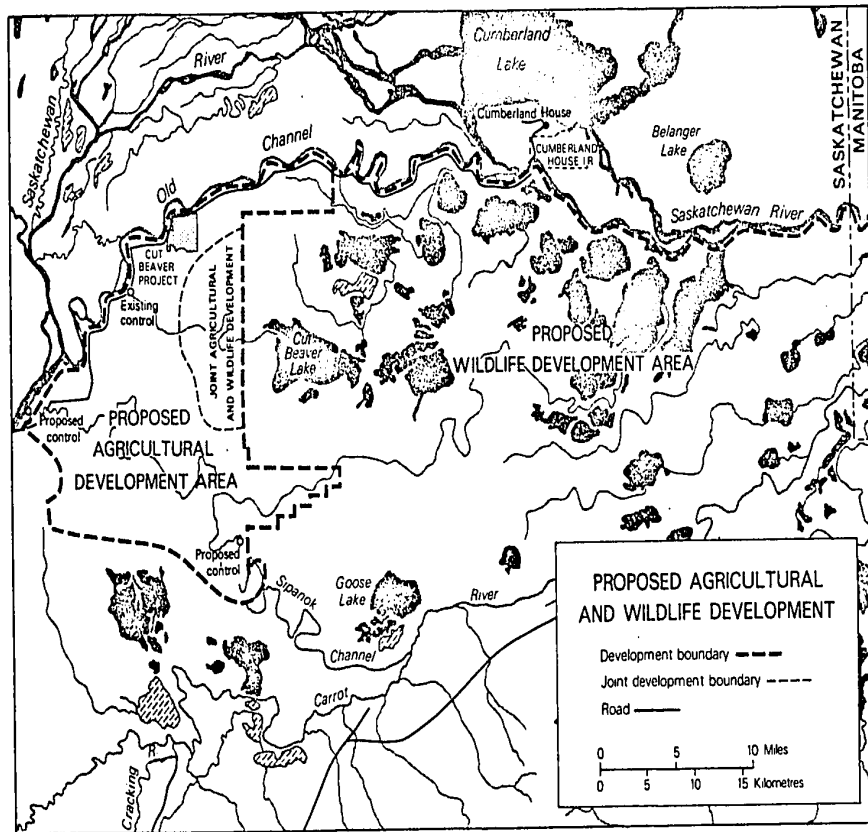 Cumberland
Lake
SASKATCHEWAN
MANITOBA
River
Saskatchewan
Cumberland House
CUMBERLAND
HOUSE I.R.
Belanger
Lake
Channel
Old
Saskatchewan River
CUT
BEAVER
PROJECT
Existing control
JOINT AGRICULTURAL
AND WILDLIFE DEVELOPMENT
Cut
Beaver
Lake
PROPOSED
WILDLIFE DEVELOPMENT AREA
Proposed control
PROPOSED
AGRICULTURAL
DEVELOPMENT AREA
Proposed
control
Sipanok
Channel
Goose
Lake
River
Carrot
Cracking
R
PROPOSED AGRICULTURAL
AND WILDLIFE DEVELOPMENT
Development boundary
Joint development boundary
Road
0 5 10 Miles
0 5 10 15 Kilometres